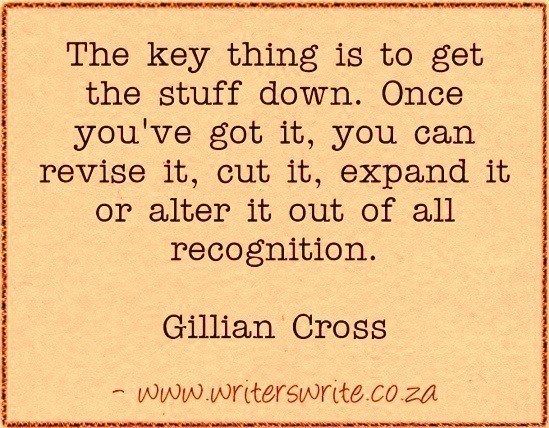 The key thing is to get
the stuff down. Once
you've got it, you can
revise it, cut it, expand it
or alter it out of all
recognition.
Gillian Cross
- www.writerswrite.co.za